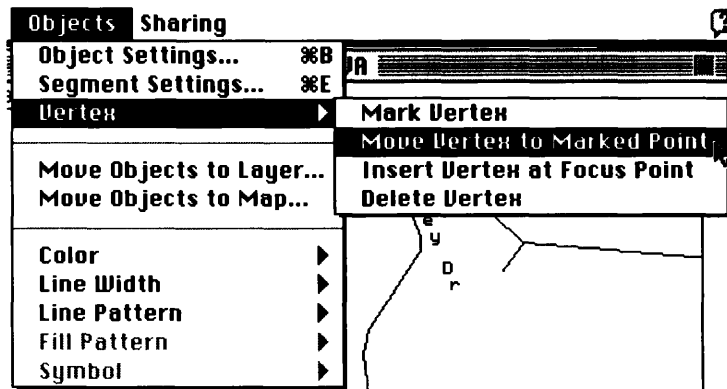 Objects Sharing
Object Settings... ⌘B
Segment Settings... ⌘E
Vertex
Move Objects to Layer...
Move Objects to Map...
Color
Line Width
Line Pattern
Fill Pattern
Symbol
VA
Mark Vertex
Move Vertex to Marked Point
Insert Vertex at Focus Point
Delete Vertex
e
y
D
r